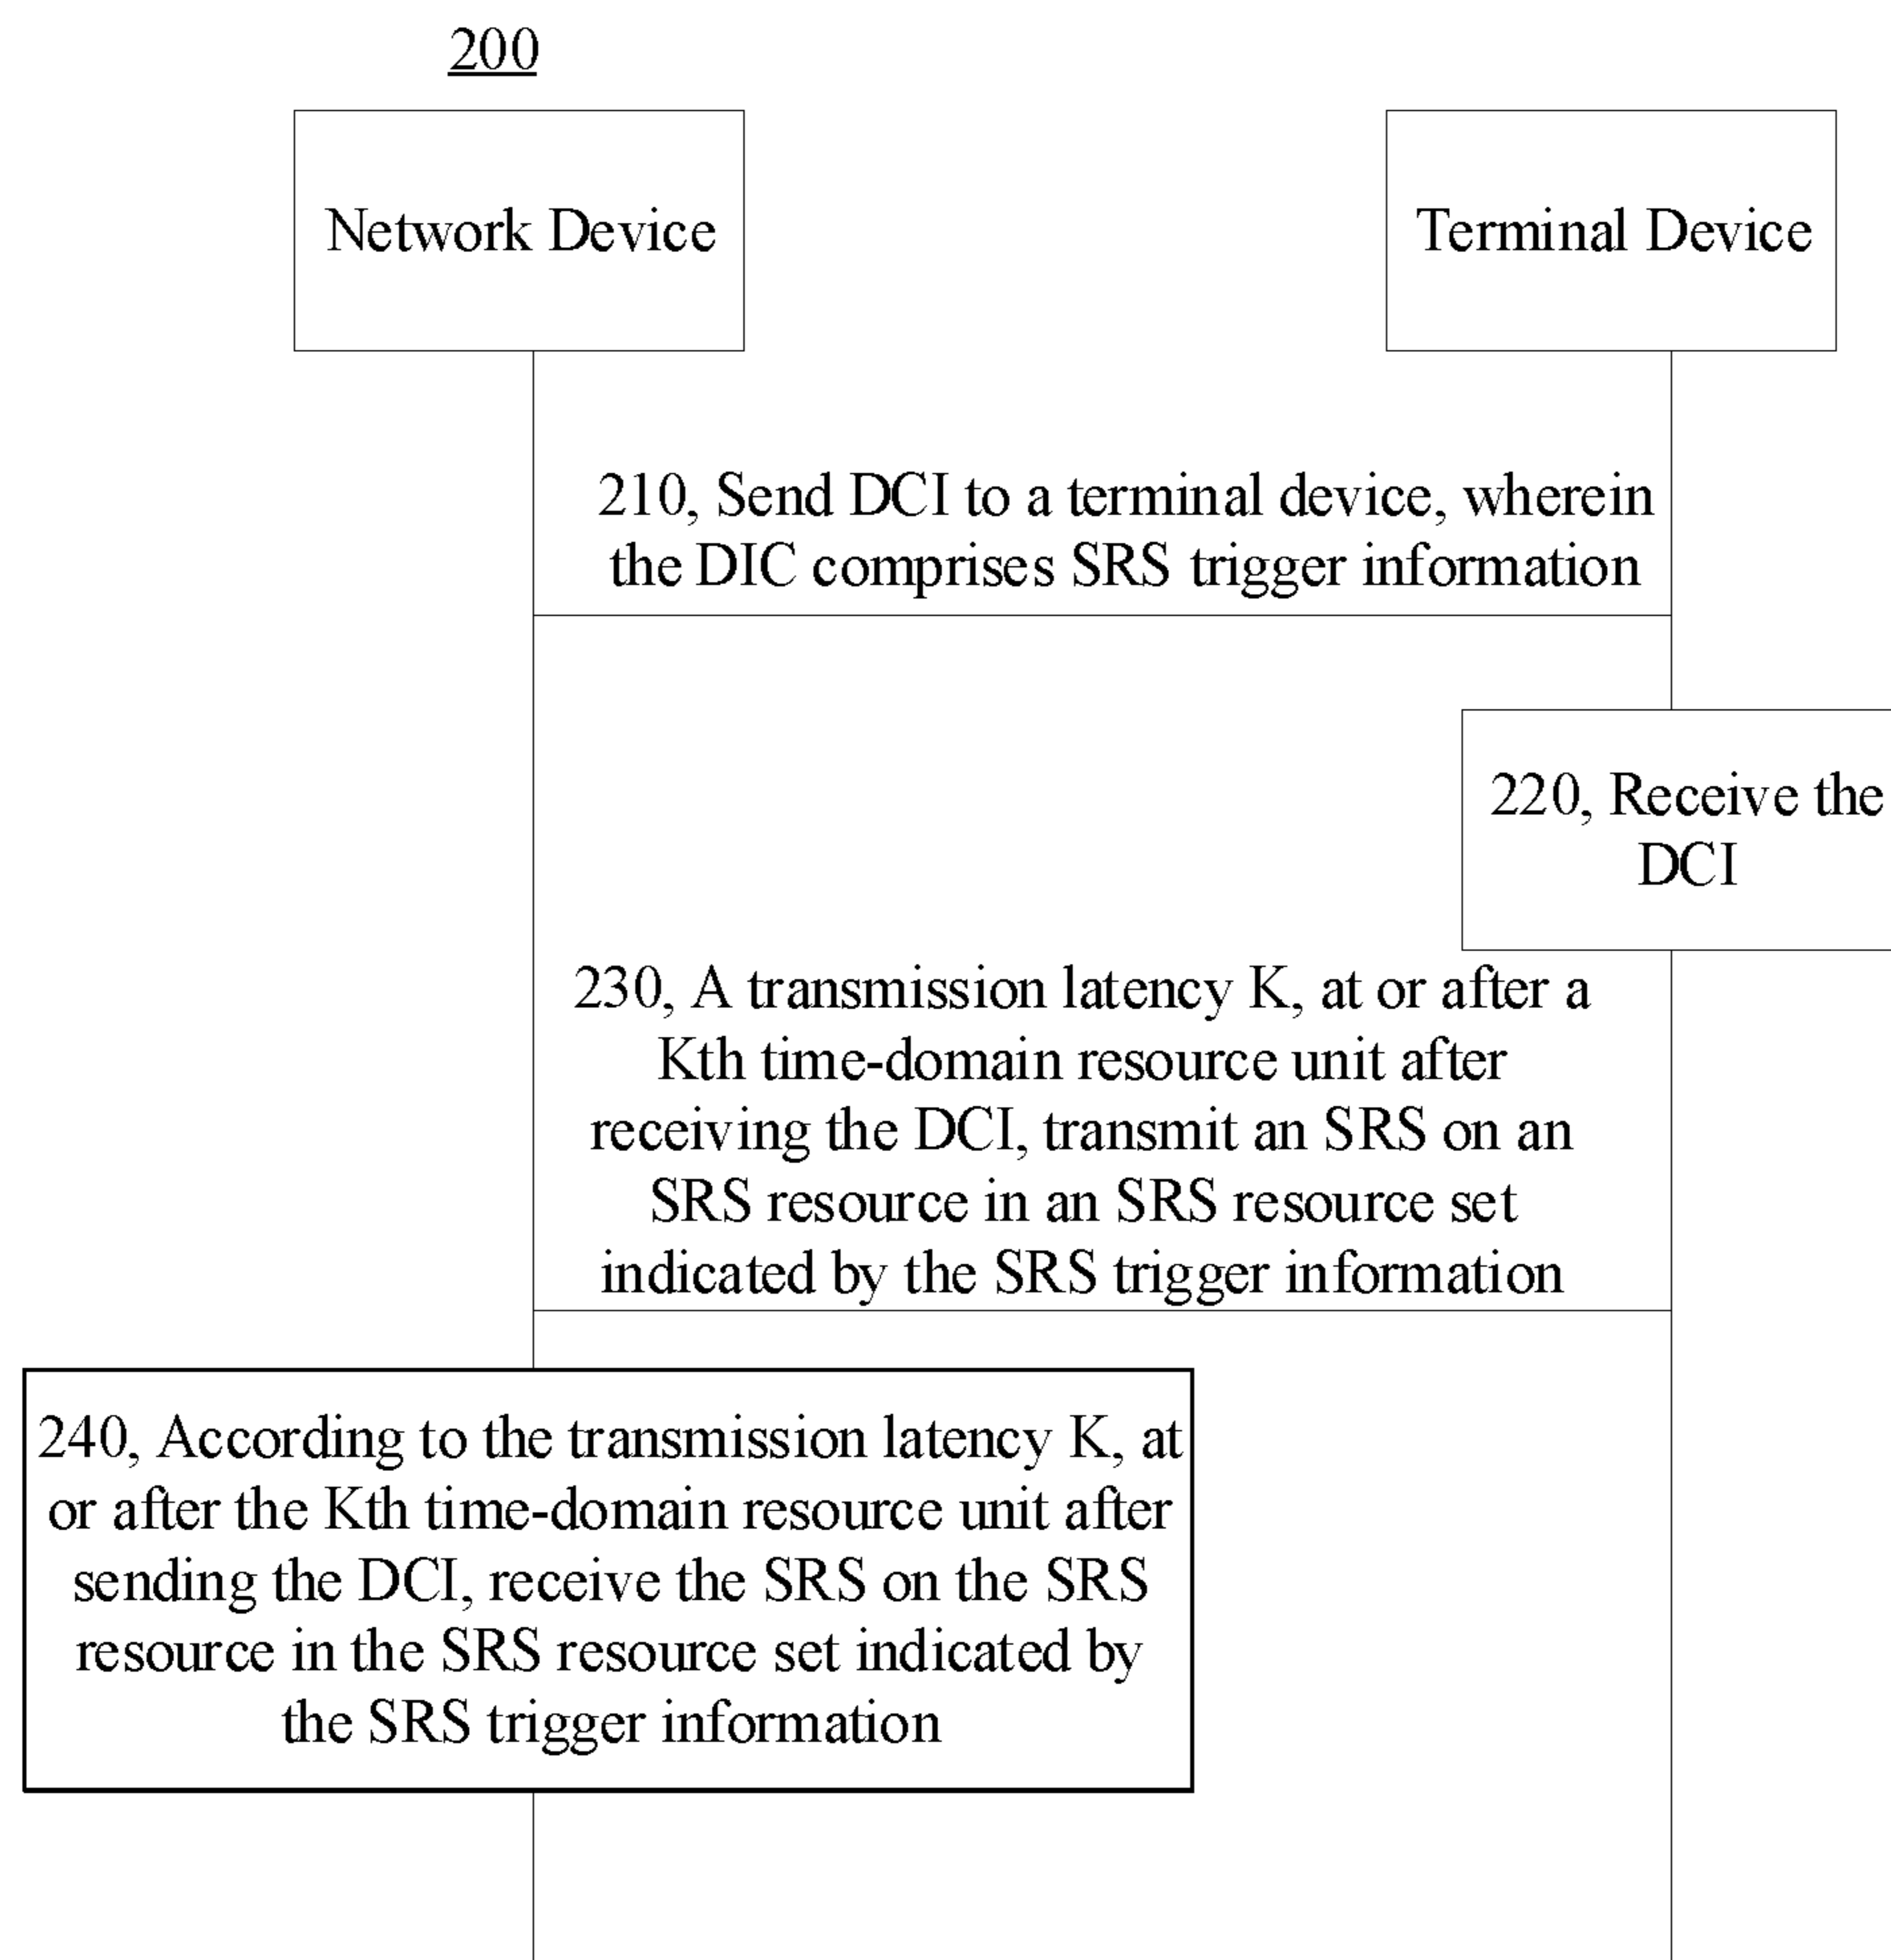 200
Network Device
Terminal Device
210, Send DCI to a terminal device, wherein
the DIC comprises SRS trigger information
220, Receive the
DCI
230, A transmission latency K, at or after a
Kth time-domain resource unit after
receiving the DCI, transmit an SRS on an
SRS resource in an SRS resource set
indicated by the SRS trigger information
240, According to the transmission latency K, at
or after the Kth time-domain resource unit after
sending the DCI, receive the SRS on the SRS
resource in the SRS resource set indicated by
the SRS trigger information